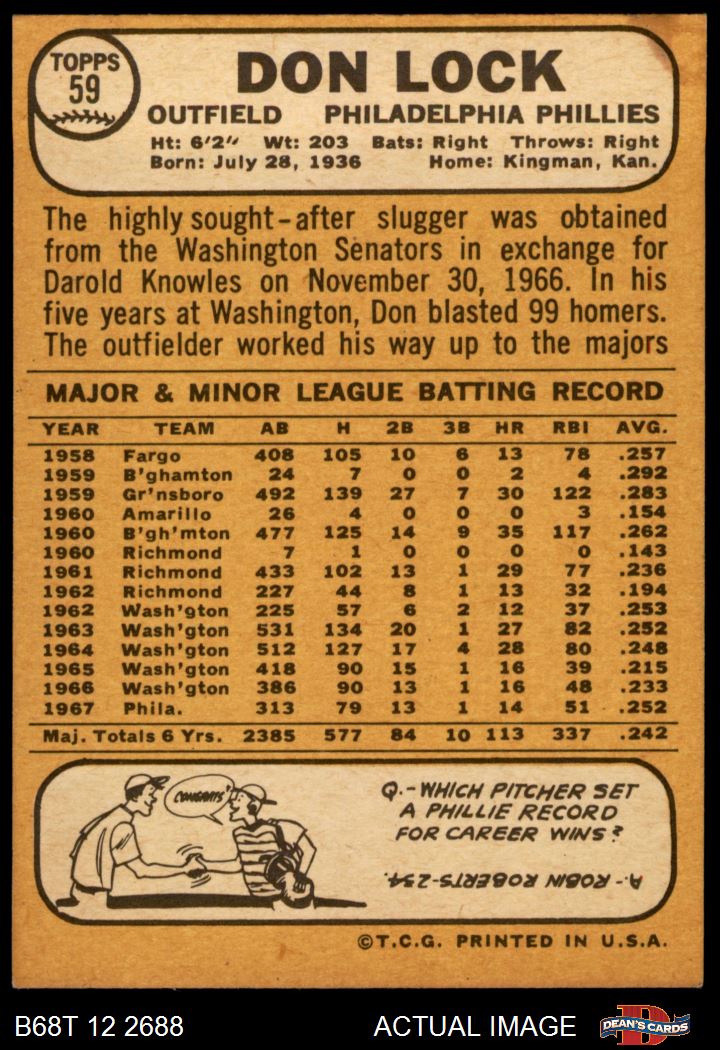 TOPPS
59
DON LOCK
OUTFIELD PHILADELPHIA PHILLIES
Ht: 6'2" Wt: 203 Bats: Right Throws: Right
Born: July 28, 1936 Home: Kingman, Kan.
The highly sought-after slugger was obtained
from the Washington Senators in exchange for
Darold Knowles on November 30, 1966. In his
five years at Washington, Don blasted 99 homers.
The outfielder worked his way up to the majors
MAJOR & MINOR LEAGUE BATTING RECORD
YEAR TEAM AB H 2B 3B HR RBI AVG.
1958 Fargo 408 105 10 6 13 78 .257
1959 B'ghamton 24 7 0 0 2 4 .292
1959 Gr'nsboro 492 139 27 7 30 122 .283
1960 Amarillo 26 4 0 0 0 3 .154
1960 B'gh'mton 477 125 14 9 35 117 .262
1960 Richmond 7 1 0 0 0 0 .143
1961 Richmond 433 102 13 1 29 77 .236
1962 Richmond 227 44 8 1 13 32 .194
1962 Wash'gton 225 57 6 2 12 37 .253
1963 Wash'gton 531 134 20 1 27 82 .252
1964 Wash'gton 512 127 17 4 28 80 .248
1965 Wash'gton 418 90 15 1 16 39 .215
1966 Wash'gton 386 90 13 1 16 48 .233
1967 Phila. 313 79 13 1 14 51 .252
Maj. Totals 6 Yrs. 2385 577 84 10 113 337 .242
CONGRATS!
Q.-WHICH PITCHER SET
A PHILLIE RECORD
FOR CAREER WINS?
A.-ROBIN ROBERTS-234.
©T.C.G. PRINTED IN U.S.A.
B68T 12 2688 ACTUAL IMAGE
D
DEAN'S CARDS